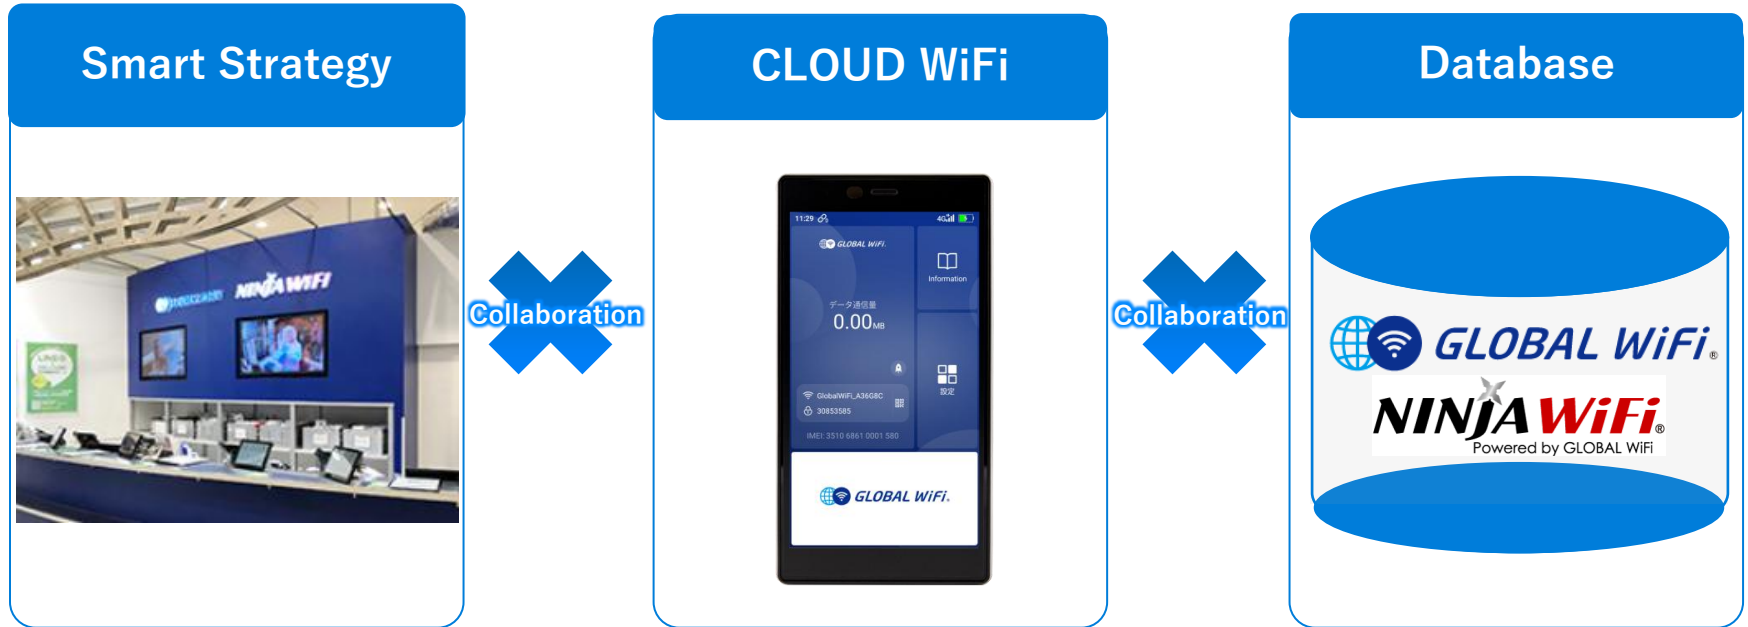 Smart Strategy
NINJA WiFi
Collaboration
CLOUD WiFi
11:29
4G
GLOBAL WiFi.
Information
データ通信量
0.00MB
GlobalWiFi_A36G8C
30853585
設定
IMEI: 3510 6861 0001 580
GLOBAL WiFi.
Collaboration
Database
GLOBAL WiFi.®
NINJA WiFi.®
Powered by GLOBAL WiFi